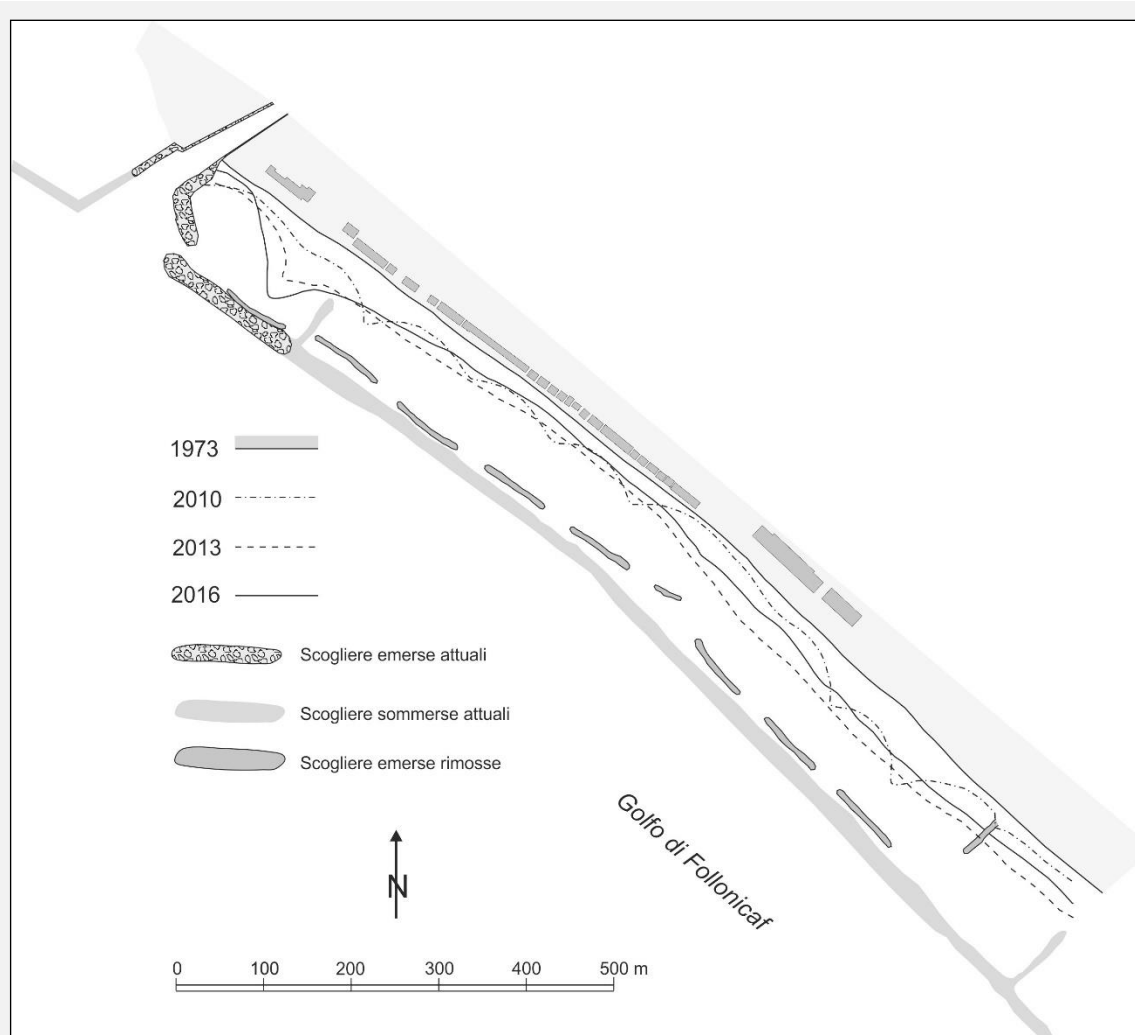 1973
2010
2013
2016
Scogliere emerse attuali
Scogliere sommerse attuali
Scogliere emerse rimosse
Golfo di Follonicaf
N
0 100 200 300 400 500 m